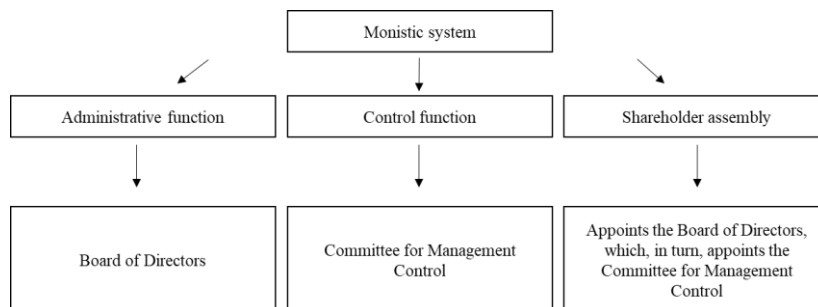 Monistic system
Administrative function
Control function
Shareholder assembly
Board of Directors
Committee for Management
Control
Appoints the Board of Directors,
which, in turn, appoints the
Committee for Management
Control